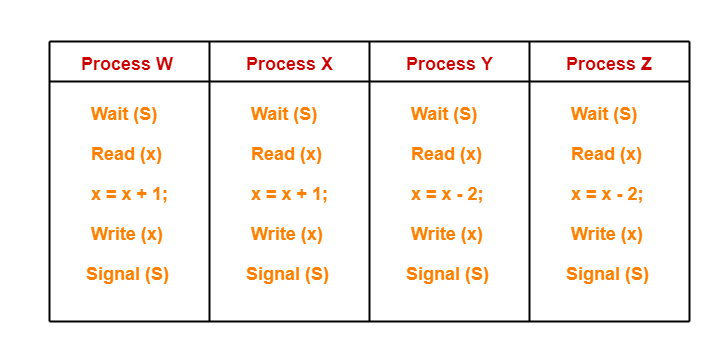 Process W Process X Process Y Process Z
Wait (S) Wait (S) Wait (S) Wait (S)
Read (x) Read (x) Read (x) Read (x)
x = x + 1; x = x + 1; x = x - 2; x = x - 2;
Write (x) Write (x) Write (x) Write (x)
Signal (S) Signal (S) Signal (S) Signal (S)